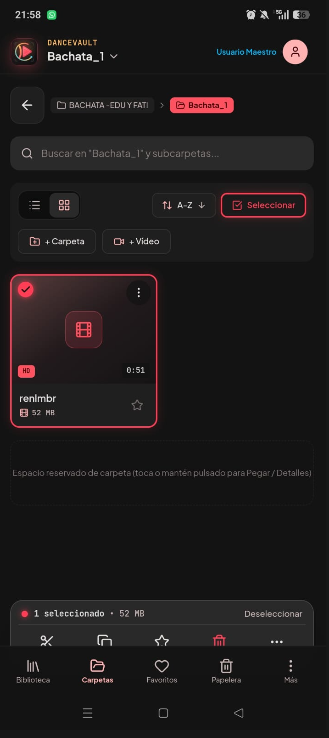 21:58
5G
DANCEVAULT
Bachata_1
Usuario Maestro
BACHATA -EDU Y FATI
Bachata_1
Buscar en "Bachata_1" y subcarpetas...
A-Z
Seleccionar
+ Carpeta
+ Vídeo
HD
0:51
renlmbr
52 MB
Espacio reservado de carpeta (toca o mantén pulsado para Pegar / Detalles)
1 seleccionado • 52 MB
Deseleccionar
Biblioteca
Carpetas
Favoritos
Papelera
Más